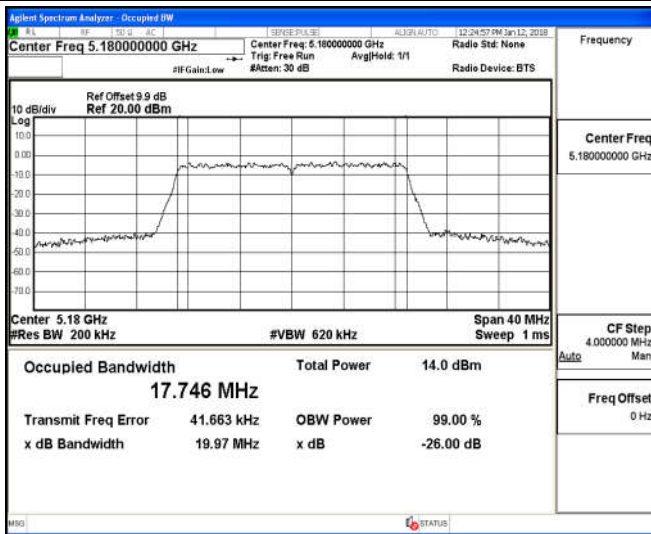 Agilent Spectrum Analyzer - Occupied BW
RL RF 50 Ω AC SENSE:PULSE ALIGN AUTO 12:24:57 PM Jan 12, 2018
Center Freq 5.180000000 GHz
Center Freq: 5.180000000 GHz
Radio Std: None
Trig: Free Run Avg|Hold: 1/1
#IFGain:Low #Atten: 30 dB Radio Device: BTS
Frequency
Ref Offset 9.9 dB
10 dB/div Ref 20.00 dBm
Log
10.0
0.00
-10.0
-20.0
-30.0
-40.0
-50.0
-60.0
-70.0
Center 5.18 GHz Span 40 MHz
#Res BW 200 kHz #VBW 620 kHz Sweep 1 ms
Occupied Bandwidth Total Power 14.0 dBm
17.746 MHz
Transmit Freq Error 41.663 kHz OBW Power 99.00 %
x dB Bandwidth 19.97 MHz x dB -26.00 dB
Center Freq
5.180000000 GHz
CF Step
4.000000 MHz
Auto Man
Freq Offset
0 Hz
MSG STATUS